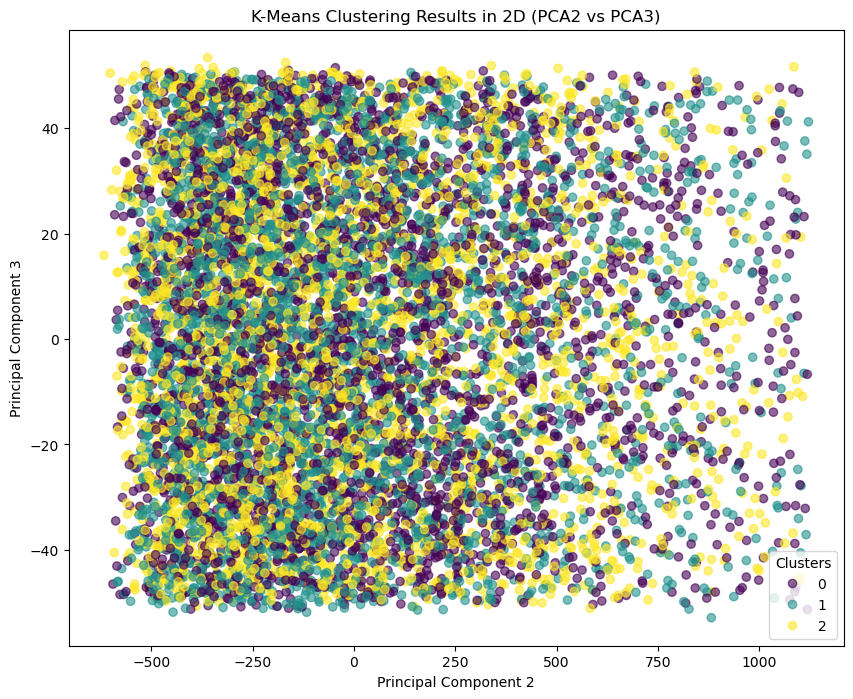 K-Means Clustering Results in 2D (PCA2 vs PCA3)
Principal Component 3
40
20
0
−20
−40
Clusters
0
1
2
−500 −250 0 250 500 750 1000
Principal Component 2